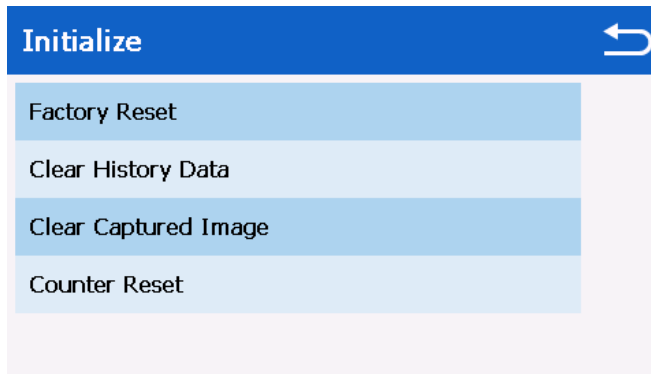 Initialize
Factory Reset
Clear History Data
Clear Captured Image
Counter Reset